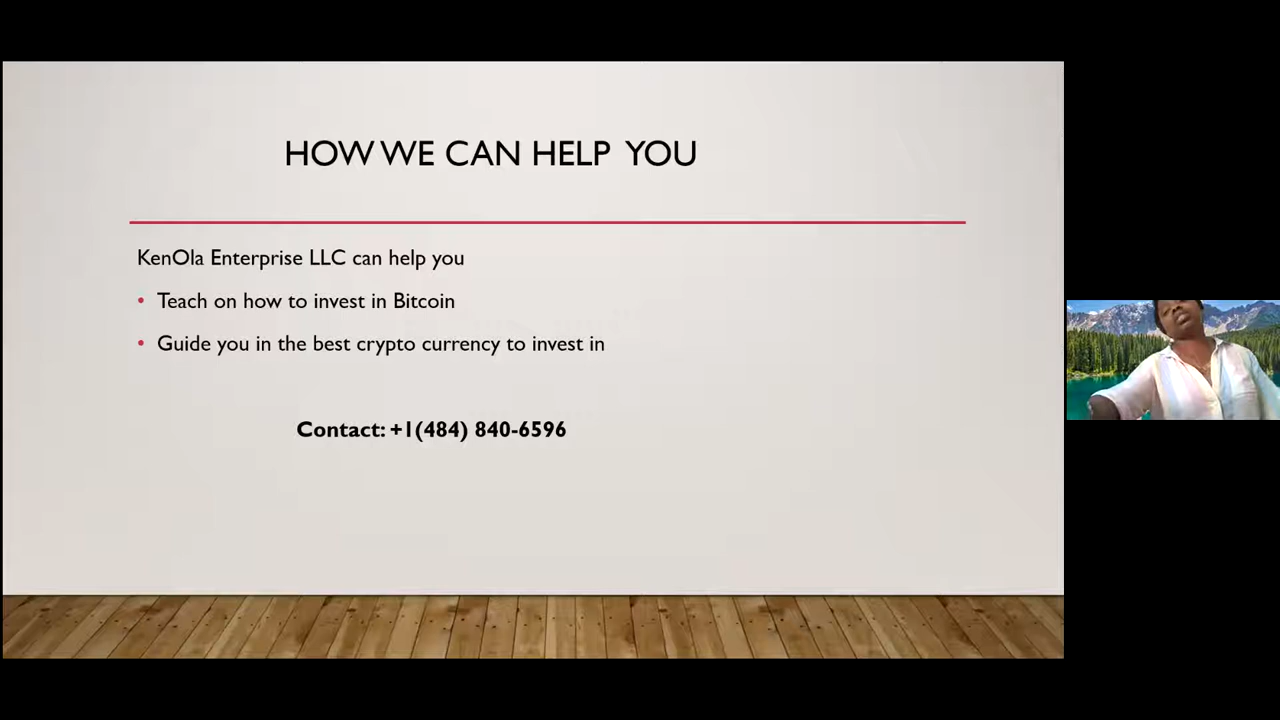 HOW WE CAN HELP YOU
KenOla Enterprise LLC can help you
• Teach on how to invest in Bitcoin
• Guide you in the best crypto currency to invest in
Contact: +1(484) 840-6596